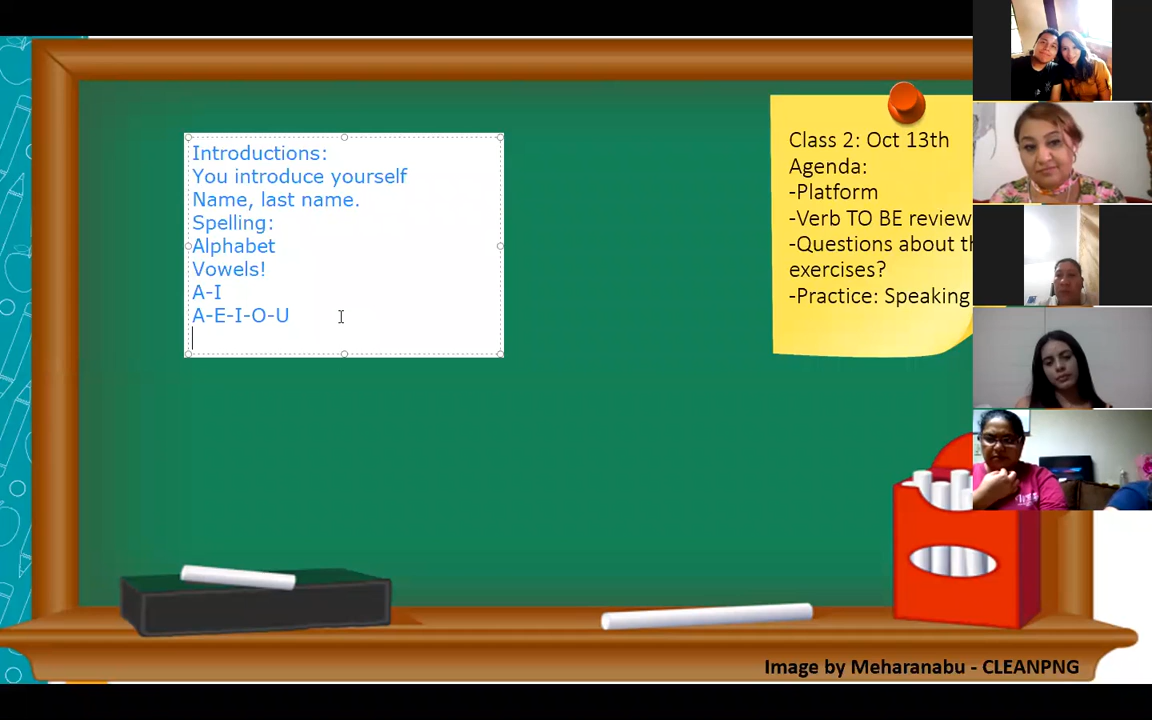 Introductions:
You introduce yourself
Name, last name.
Spelling:
Alphabet
Vowels!
A-I
A-E-I-O-U
Class 2: Oct 13th
Agenda:
-Platform
-Verb TO BE review
-Questions about
exercises?
-Practice: Speaking
Image by Meharanabu - CLEANPNG